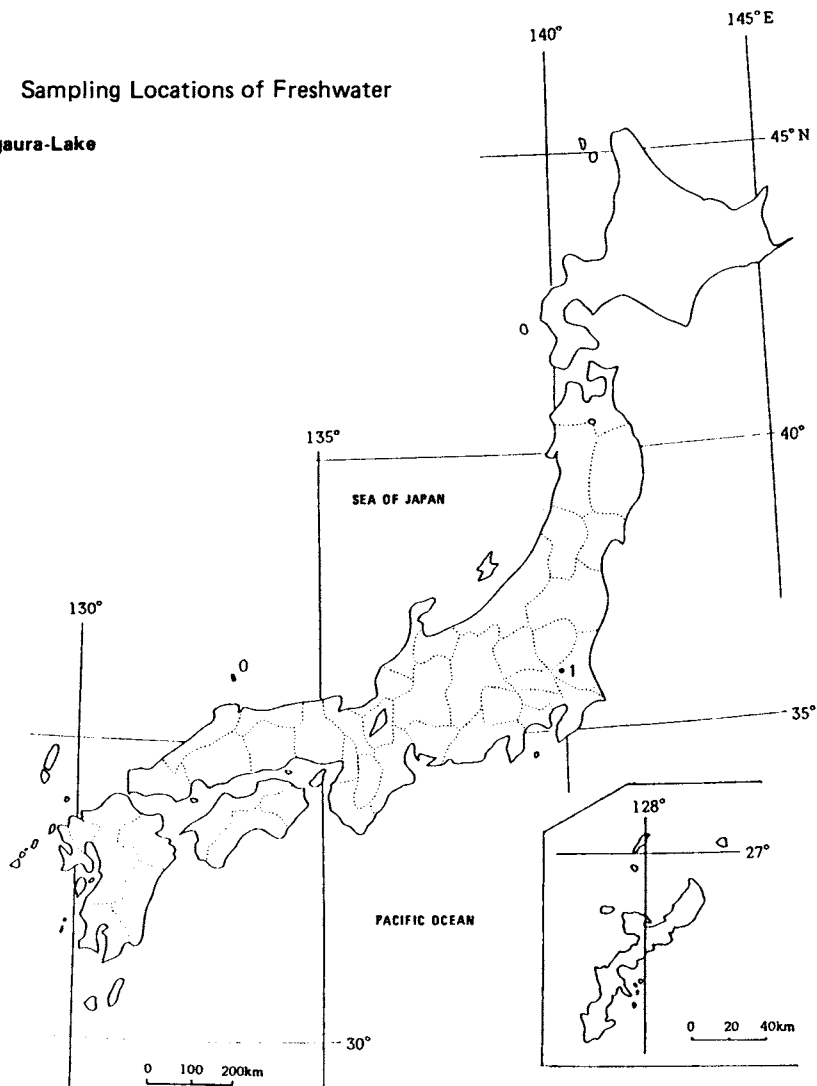 145°E
140°
Sampling Locations of Freshwater
gaura-Lake
45°N
40°
135°
SEA OF JAPAN
130°
1
35°
128°
27°
PACIFIC OCEAN
30°
0 20 40km
0 100 200km